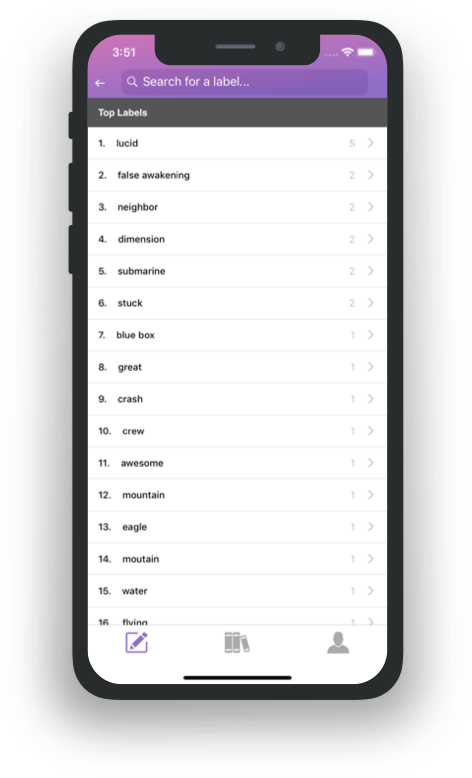 3:51
Search for a label...
Top Labels
1. lucid 5
2. false awakening 2
3. neighbor 2
4. dimension 2
5. submarine 2
6. stuck 2
7. blue box 1
8. great 1
9. crash 1
10. crew 1
11. awesome 1
12. mountain 1
13. eagle 1
14. moutain 1
15. water 1
16. flying 1